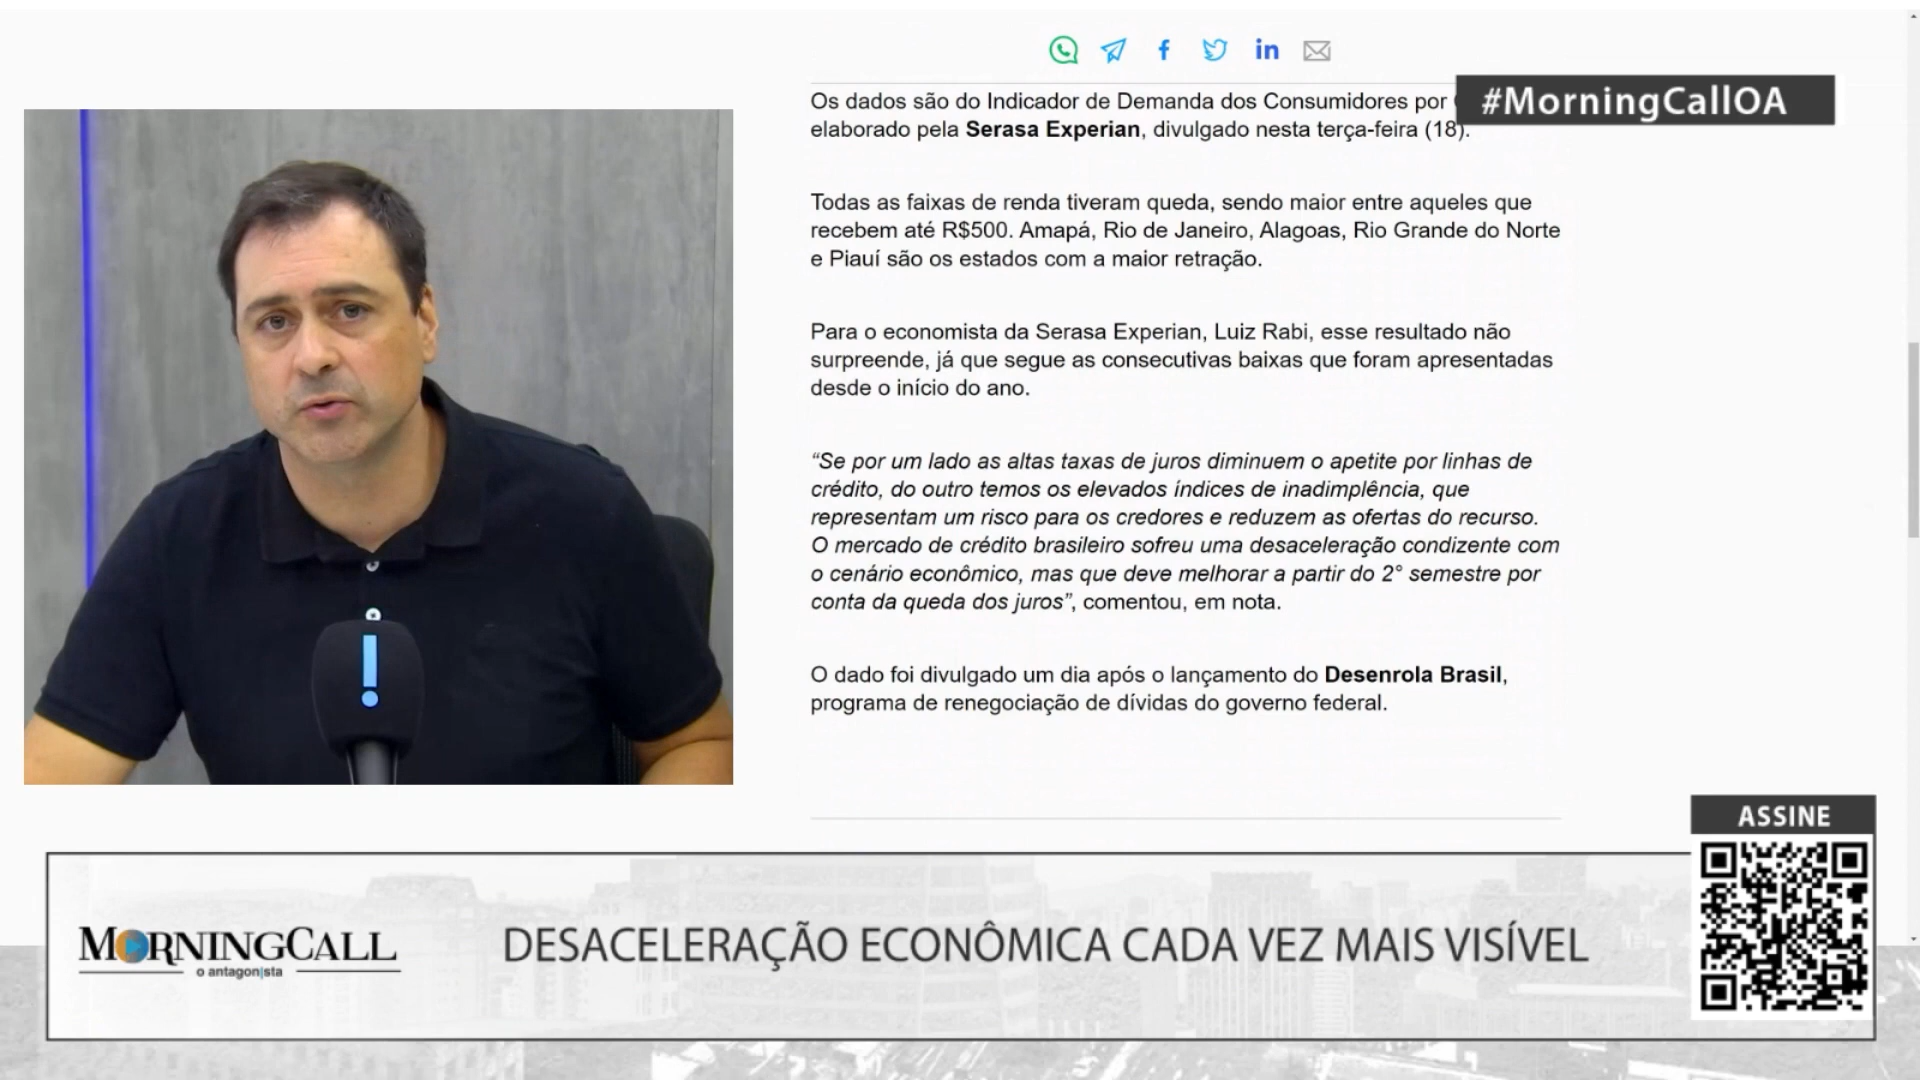 #MorningCallOA
Os dados são do Indicador de Demanda dos Consumidores por
elaborado pela Serasa Experian, divulgado nesta terça-feira (18).
Todas as faixas de renda tiveram queda, sendo maior entre aqueles que
recebem até R$500. Amapá, Rio de Janeiro, Alagoas, Rio Grande do Norte
e Piauí são os estados com a maior retração.
Para o economista da Serasa Experian, Luiz Rabi, esse resultado não
surpreende, já que segue as consecutivas baixas que foram apresentadas
desde o início do ano.
“Se por um lado as altas taxas de juros diminuem o apetite por linhas de
crédito, do outro temos os elevados índices de inadimplência, que
representam um risco para os credores e reduzem as ofertas do recurso.
O mercado de crédito brasileiro sofreu uma desaceleração condizente com
o cenário econômico, mas que deve melhorar a partir do 2° semestre por
conta da queda dos juros”, comentou, em nota.
O dado foi divulgado um dia após o lançamento do Desenrola Brasil,
programa de renegociação de dívidas do governo federal.
ASSINE
MORNINGCALL
o antagonista
DESACELERAÇÃO ECONÔMICA CADA VEZ MAIS VISÍVEL